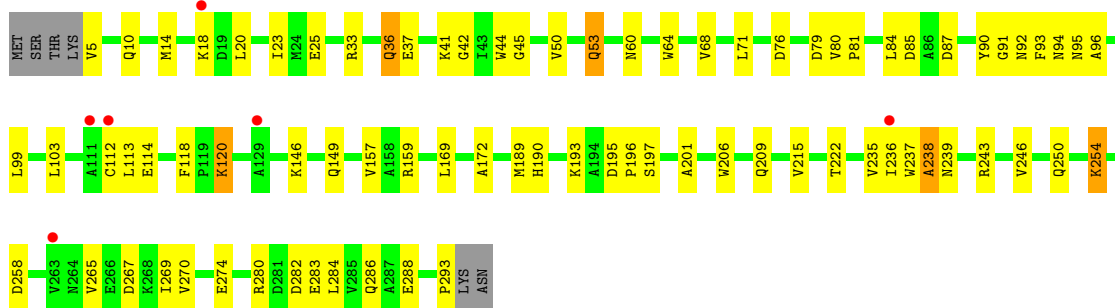 MET SER THR LYS V5 Q10 M14 K18 D19 L20 I23 M24 E25 R33 Q36 E37 K41 G42 I43 W44 G45 V50 Q53 N60 W64 V68 L71 D76 D79 V80 P81 L84 D85 A86 D87 Y90 G91 N92 F93 N94 N95 A96
L99 L103 A111 C112 L113 E114 F118 P119 K120 A129 K146 Q149 V157 A158 R159 L169 A172 M189 H190 K193 A194 D195 P196 S197 A201 W206 Q209 V215 T222 V235 I236 W237 A238 N239 R243 V246 Q250 K254
D258 V263 N264 V265 E266 D267 K268 I269 V270 E274 R280 D281 D282 E283 L284 V285 Q286 A287 E288 P293 LYS ASN